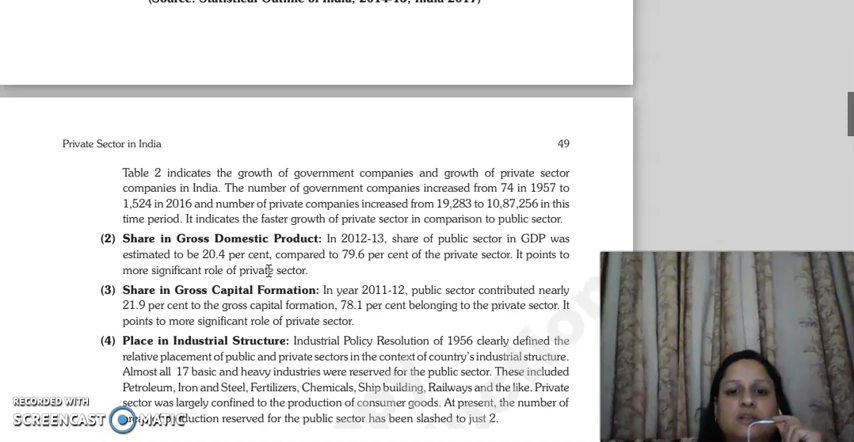 (Source: Statistical Outline of India, 2014-15, India 2017)
Private Sector in India 49
Table 2 indicates the growth of government companies and growth of private sector
companies in India. The number of government companies increased from 74 in 1957 to
1,524 in 2016 and number of private companies increased from 19,283 to 10,87,256 in this
time period. It indicates the faster growth of private sector in comparison to public sector.
(2) Share in Gross Domestic Product: In 2012-13, share of public sector in GDP was
estimated to be 20.4 per cent, compared to 79.6 per cent of the private sector. It points to
more significant role of private sector.
(3) Share in Gross Capital Formation: In year 2011-12, public sector contributed nearly
21.9 per cent to the gross capital formation, 78.1 per cent belonging to the private sector. It
points to more significant role of private sector.
(4) Place in Industrial Structure: Industrial Policy Resolution of 1956 clearly defined the
relative placement of public and private sectors in the context of country's industrial structure.
Almost all 17 basic and heavy industries were reserved for the public sector. These included
Petroleum, Iron and Steel, Fertilizers, Chemicals, Ship building, Railways and the like. Private
sector was largely confined to the production of consumer goods. At present, the number of
production reserved for the public sector has been slashed to just 2.
RECORDED WITH
SCREENCAST MATIC